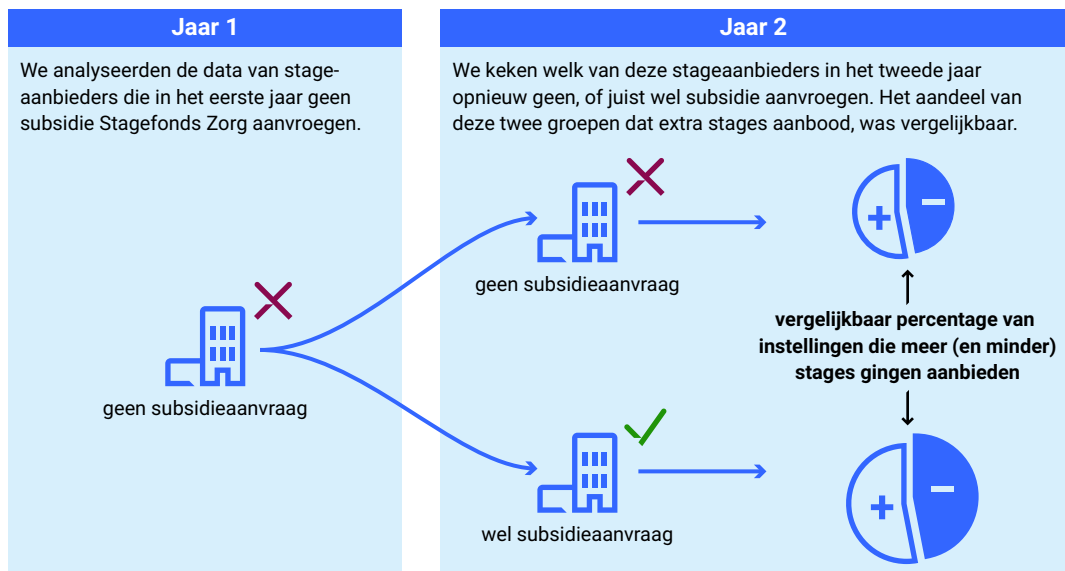 Jaar 1
We analyseerden de data van stage-
aanbieders die in het eerste jaar geen
subsidie Stagefonds Zorg aanvroegen.
geen subsidieaanvraag
Jaar 2
We keken welk van deze stageaanbieders in het tweede jaar
opnieuw geen, of juist wel subsidie aanvroegen. Het aandeel van
deze twee groepen dat extra stages aanbood, was vergelijkbaar.
geen subsidieaanvraag
+
−
vergelijkbaar percentage van
instellingen die meer (en minder)
stages gingen aanbieden
wel subsidieaanvraag
+
−